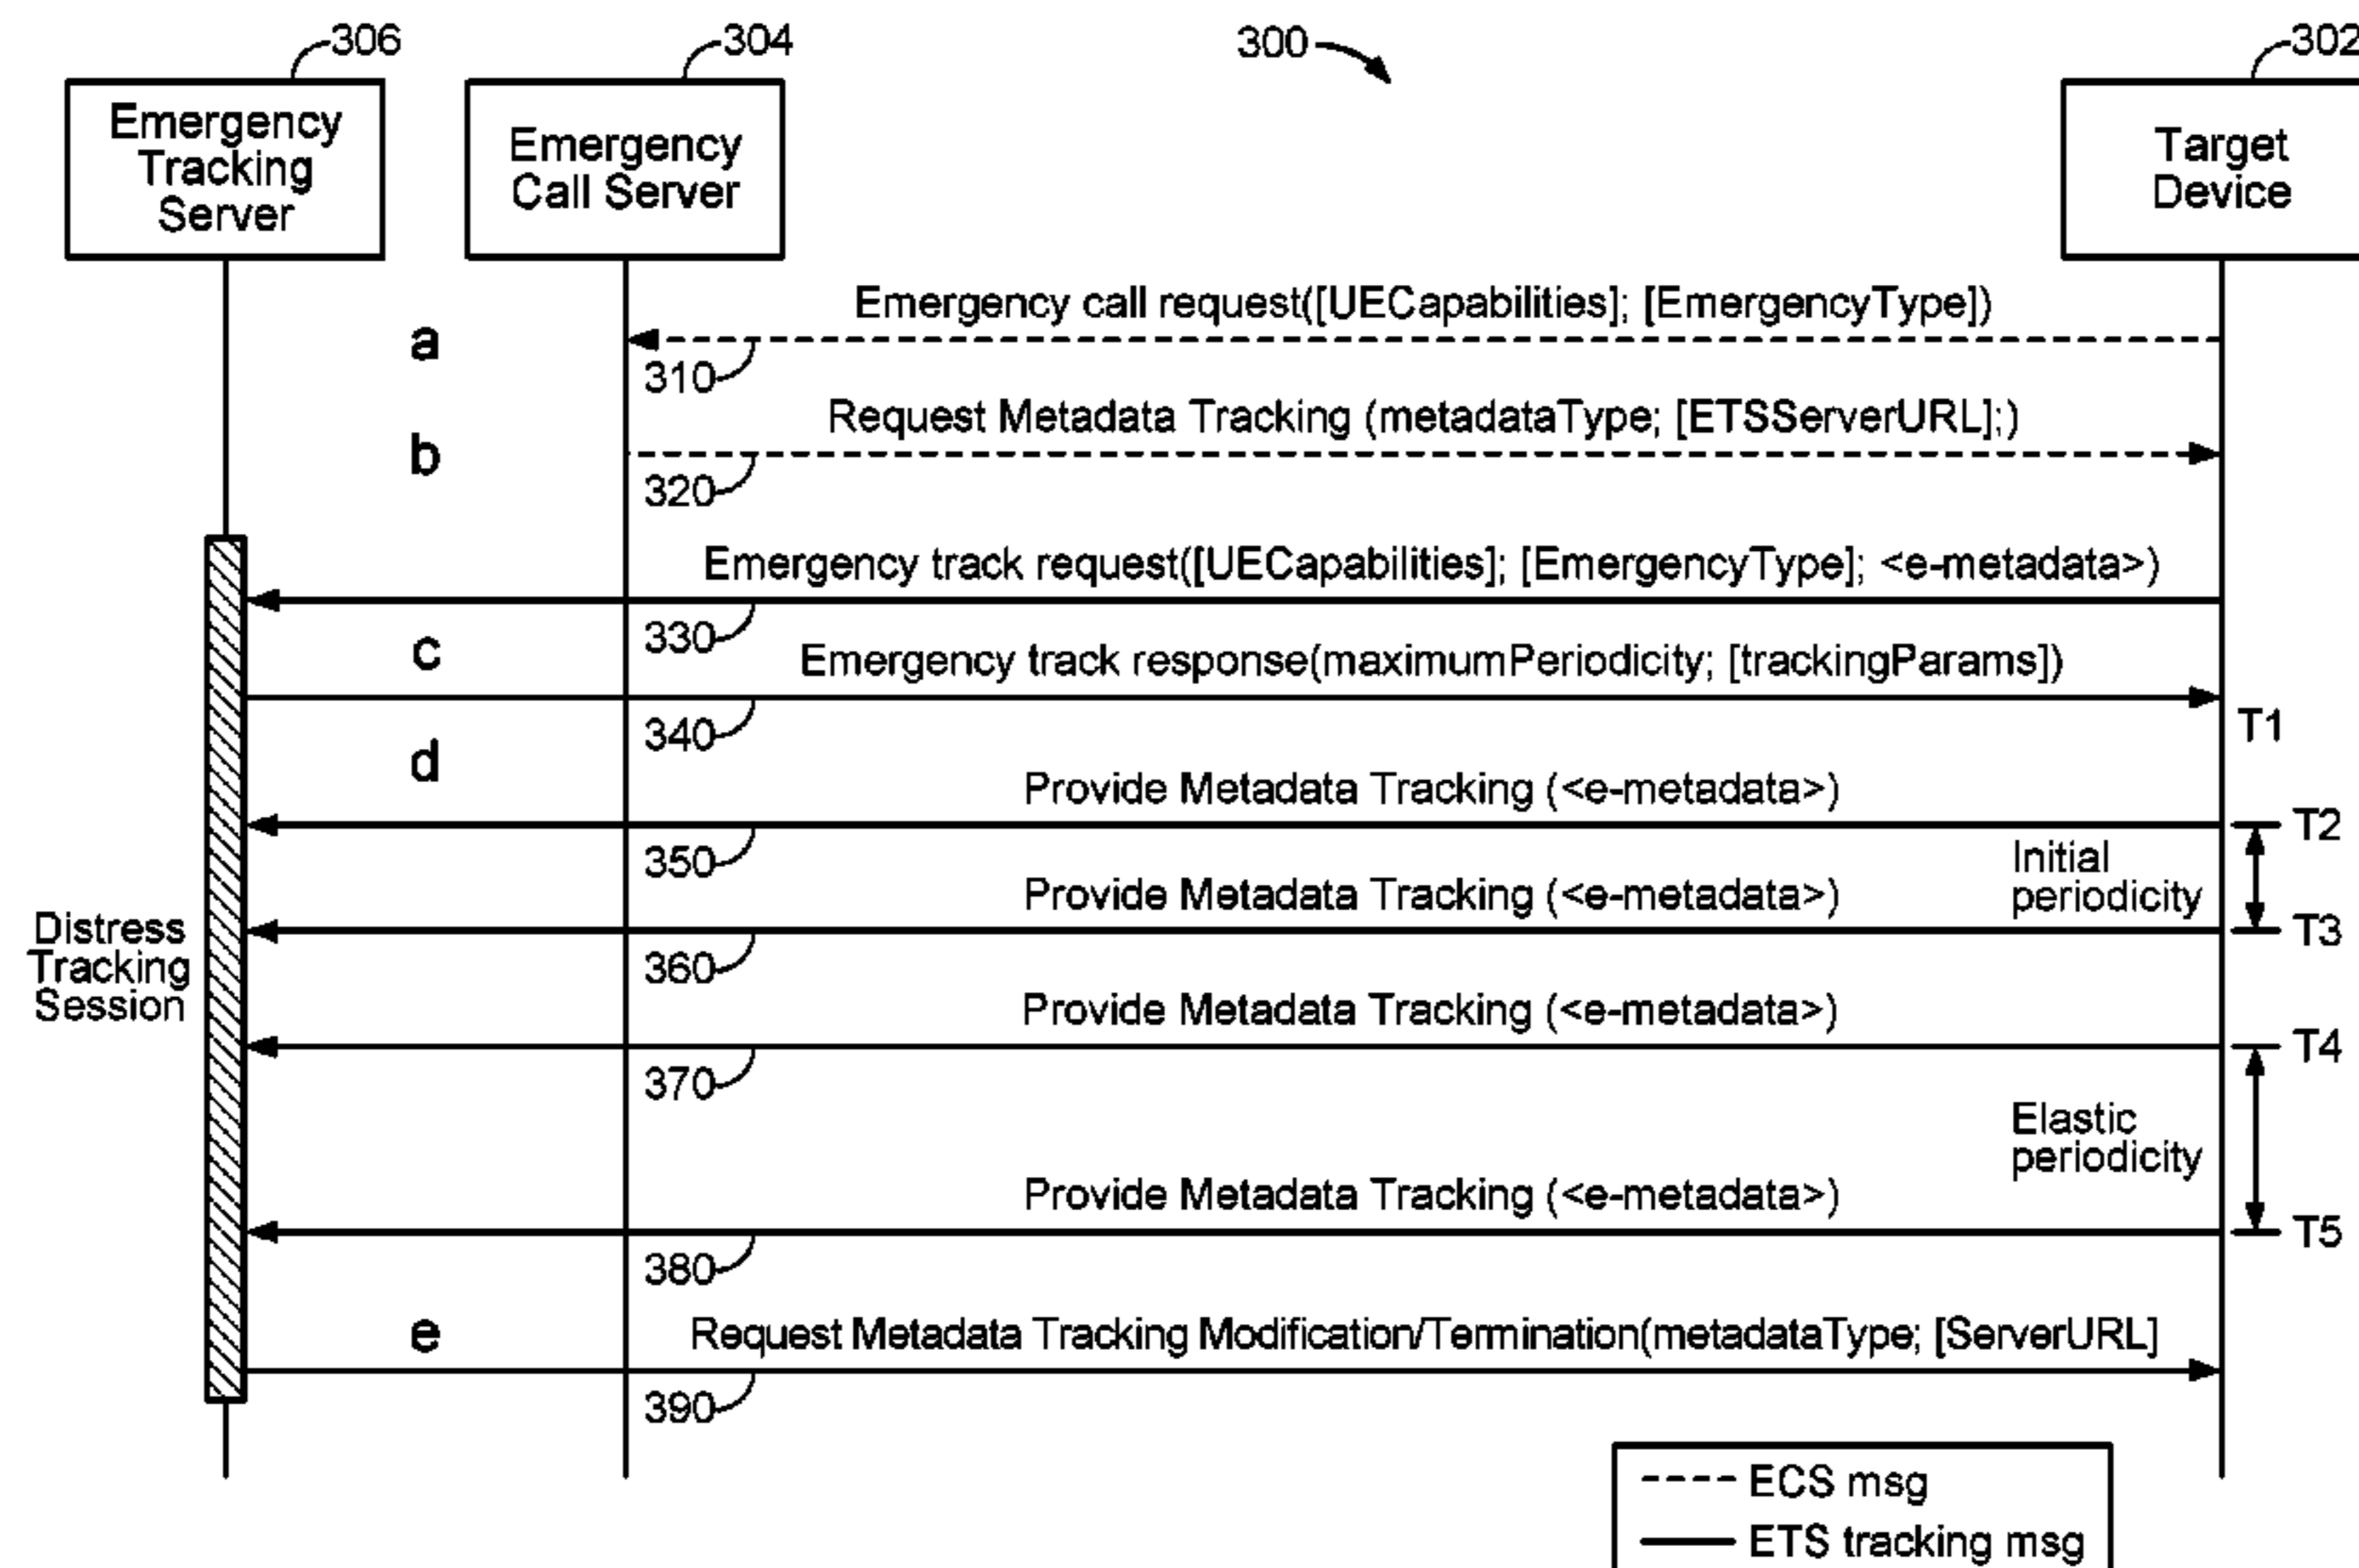 306
304
300
302
Emergency
Tracking
Server
Emergency
Call Server
Target
Device
Emergency call request([UECapabilities]; [EmergencyType])
a
310
Request Metadata Tracking (metadataType; [ETSServerURL];)
b
320
Emergency track request([UECapabilities]; [EmergencyType]; <e-metadata>)
330
c
Emergency track response(maximumPeriodicity; [trackingParams])
340
T1
d
Provide Metadata Tracking (<e-metadata>)
T2
350
Initial
periodicity
Provide Metadata Tracking (<e-metadata>)
T3
360
Distress
Tracking
Session
Provide Metadata Tracking (<e-metadata>)
T4
370
Elastic
periodicity
Provide Metadata Tracking (<e-metadata>)
T5
380
e
Request Metadata Tracking Modification/Termination(metadataType; [ServerURL]
390
ECS msg
ETS tracking msg